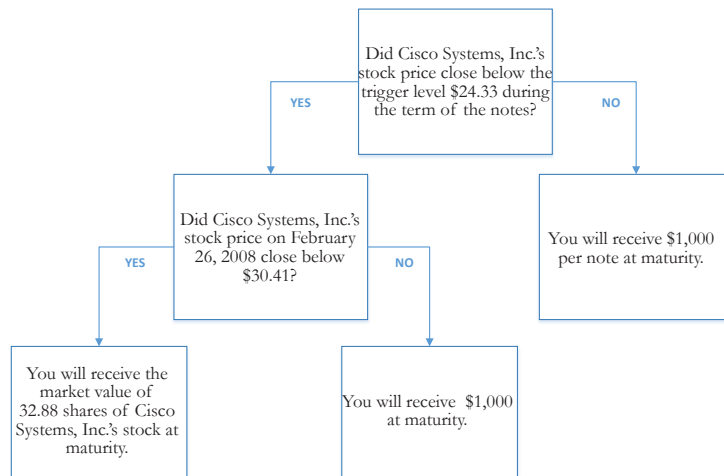 Did Cisco Systems, Inc.'s
stock price close below the
trigger level $24.33 during
the term of the notes?
YES
NO
Did Cisco Systems, Inc.'s
stock price on February
26, 2008 close below
$30.41?
You will receive $1,000
per note at maturity.
YES
NO
You will receive the
market value of
32.88 shares of Cisco
Systems, Inc.'s stock at
maturity.
You will receive $1,000
at maturity.